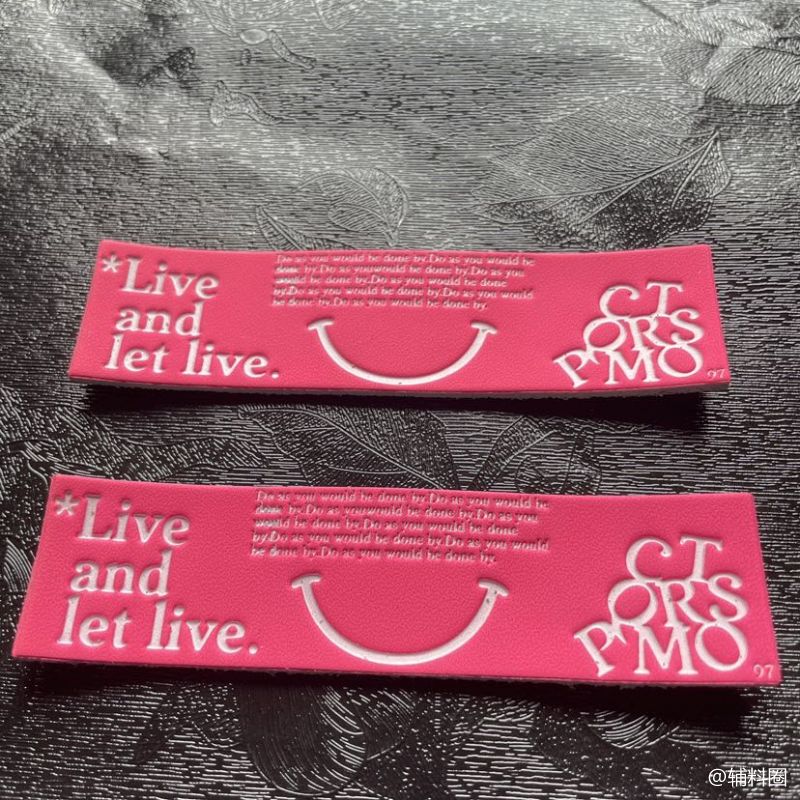 *Live
and
let live.
Do as you would be done by.Do as you would be
done by.Do as youwould be done by.Do as you
would be done by.Do as you would be done
by.Do as you would be done by.Do as you would
be done by.Do as you would be done by.
CT
ORS
P'MO
97
*Live
and
let live.
Do as you would be done by.Do as you would be
done by.Do as youwould be done by.Do as you
would be done by.Do as you would be done
by.Do as you would be done by.Do as you would
be done by.Do as you would be done by.
CT
ORS
P'MO
97
@辅料圈